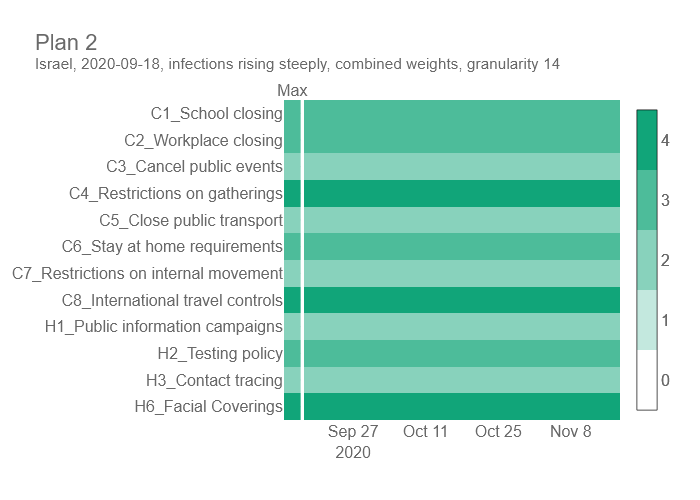 Plan 2
Israel, 2020-09-18, infections rising steeply, combined weights, granularity 14
Max
C1_School closing
C2_Workplace closing
C3_Cancel public events
C4_Restrictions on gatherings
C5_Close public transport
C6_Stay at home requirements
C7_Restrictions on internal movement
C8_International travel controls
H1_Public information campaigns
H2_Testing policy
H3_Contact tracing
H6_Facial Coverings
Sep 27 Oct 11 Oct 25 Nov 8
2020
4
3
2
1
0